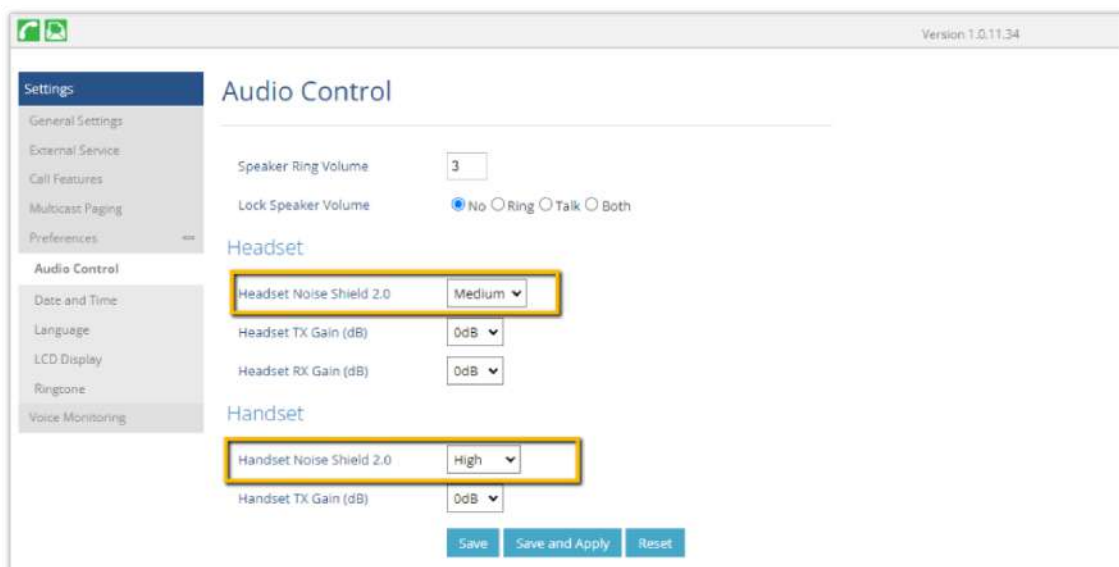 Version 1.0.11.34
Settings
General Settings
External Service
Call Features
Multicast Paging
Preferences
Audio Control
Date and Time
Language
LCD Display
Ringtone
Voice Monitoring
Audio Control
Speaker Ring Volume 3
Lock Speaker Volume No Ring Talk Both
Headset
Headset Noise Shield 2.0 Medium
Headset TX Gain (dB) 0dB
Headset RX Gain (dB) 0dB
Handset
Handset Noise Shield 2.0 High
Handset TX Gain (dB) 0dB
Save Save and Apply Reset